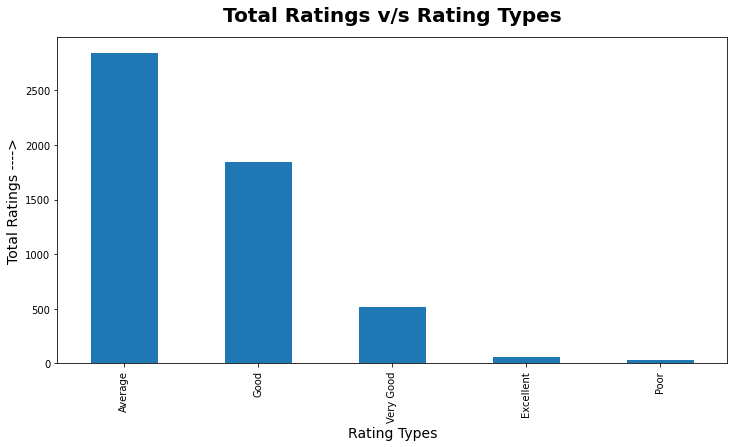 Total Ratings v/s Rating Types
Total Ratings ---->
2500
2000
1500
1000
500
0
Average
Good
Very Good
Excellent
Poor
Rating Types